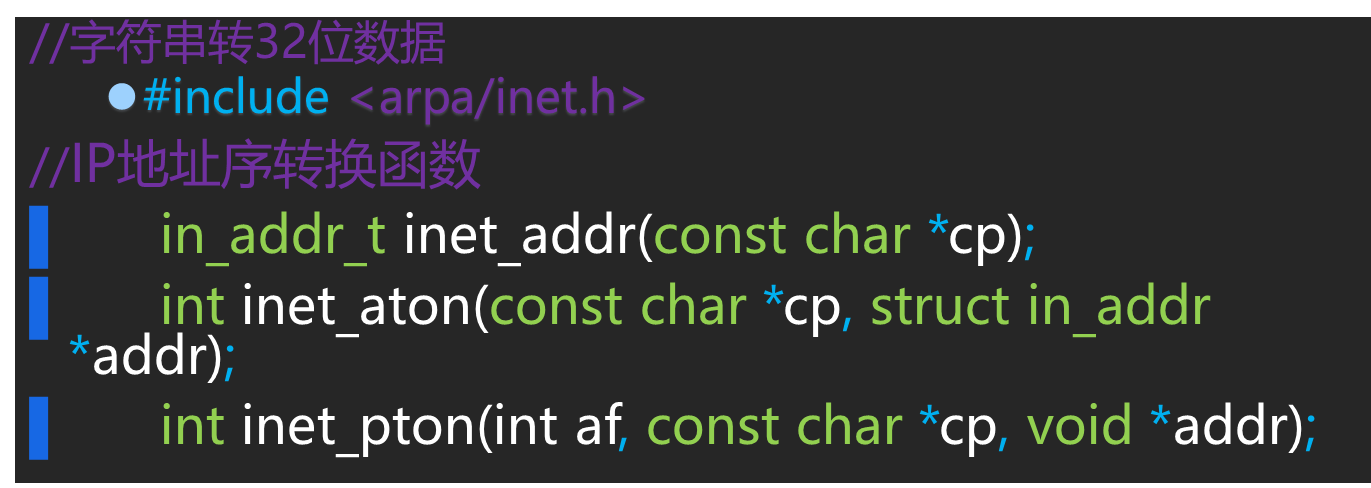 //字符串转32位数据
#include <arpa/inet.h>
//IP地址序转换函数
in_addr_t inet_addr(const char *cp);
int inet_aton(const char *cp, struct in_addr
*addr);
int inet_pton(int af, const char *cp, void *addr);